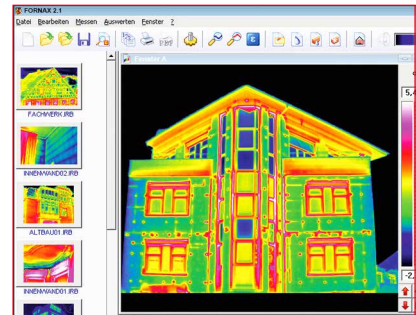 FORNAX 2.1
Datei Bearbeiten Messen Auswerten Fenster ?
FACHWERK.IRB
INNENWAND02.IRB
ALTBAU01.IRB
INNENWAND01.IRB
5,4
-2,